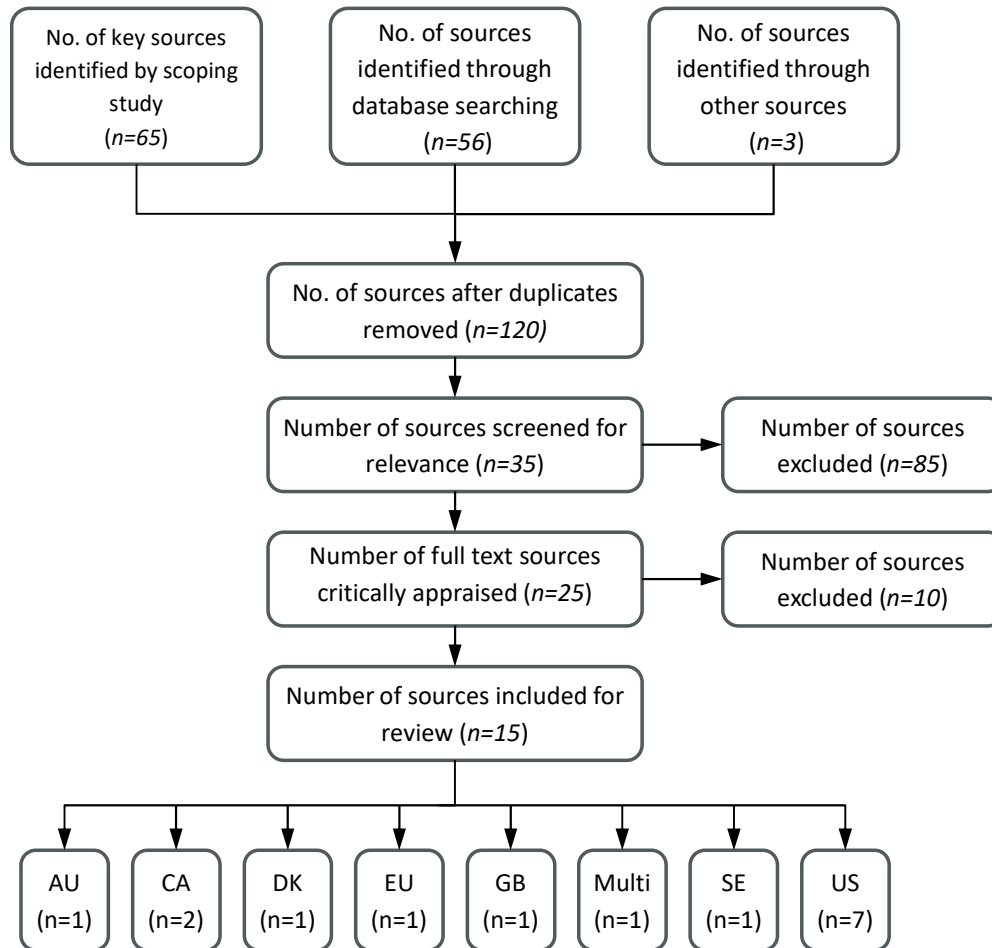 No. of key sources
identified by scoping
study
(n=65)
No. of sources
identified through
database searching
(n=56)
No. of sources
identified through
other sources
(n=3)
No. of sources after duplicates
removed (n=120)
Number of sources screened for
relevance (n=35)
Number of sources
excluded (n=85)
Number of full text sources
critically appraised (n=25)
Number of sources
excluded (n=10)
Number of sources included for
review (n=15)
AU
(n=1)
CA
(n=2)
DK
(n=1)
EU
(n=1)
GB
(n=1)
Multi
(n=1)
SE
(n=1)
US
(n=7)